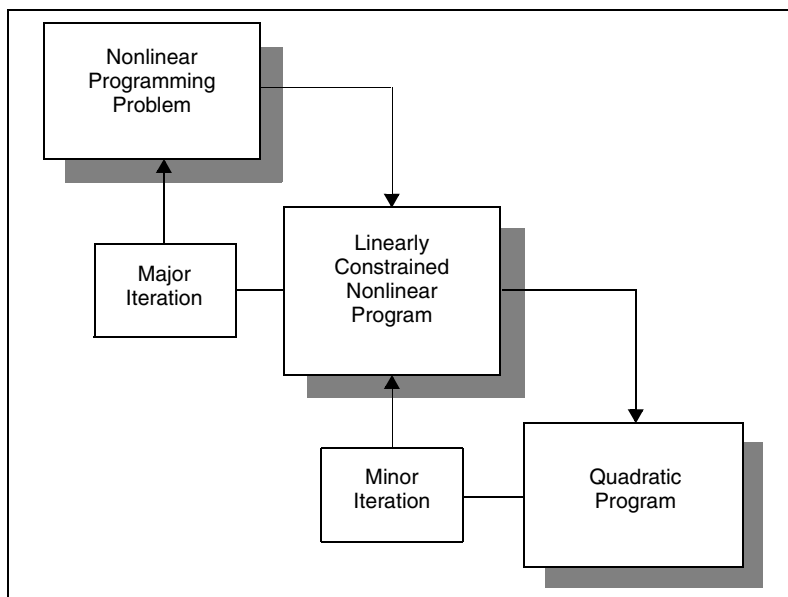 Nonlinear
Programming
Problem
Linearly
Constrained
Nonlinear
Program
Major
Iteration
Minor
Iteration
Quadratic
Program